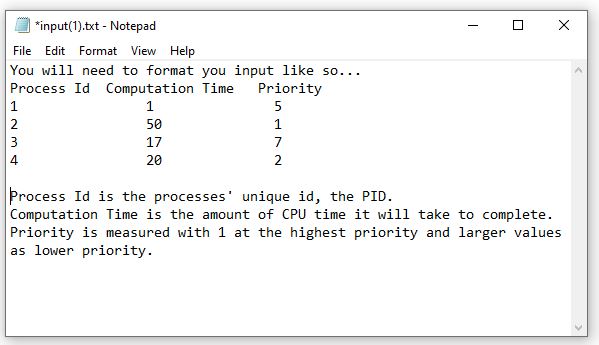 *input(1).txt - Notepad
File Edit Format View Help
You will need to format you input like so...
Process Id  Computation Time   Priority
1                1               5
2                50              1
3                17              7
4                20              2

Process Id is the processes' unique id, the PID.
Computation Time is the amount of CPU time it will take to complete.
Priority is measured with 1 at the highest priority and larger values
as lower priority.